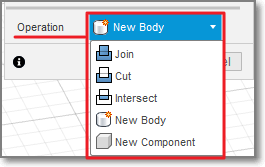 Operation New Body
Join
Cut
Intersect
New Body
New Component